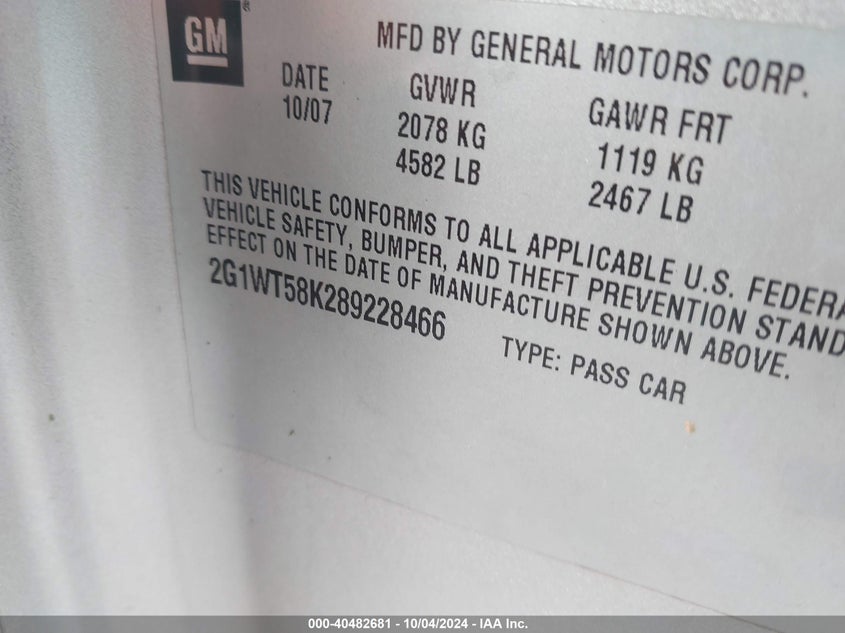 GM
MFD BY GENERAL MOTORS CORP.
DATE GVWR GAWR FRT
10/07 2078 KG 1119 KG
4582 LB 2467 LB
THIS VEHICLE CONFORMS TO ALL APPLICABLE U.S. FEDERA
VEHICLE SAFETY, BUMPER, AND THEFT PREVENTION STAND
EFFECT ON THE DATE OF MANUFACTURE SHOWN ABOVE.
2G1WT58K289228466 TYPE: PASS CAR
000-40482681 - 10/04/2024 - IAA Inc.